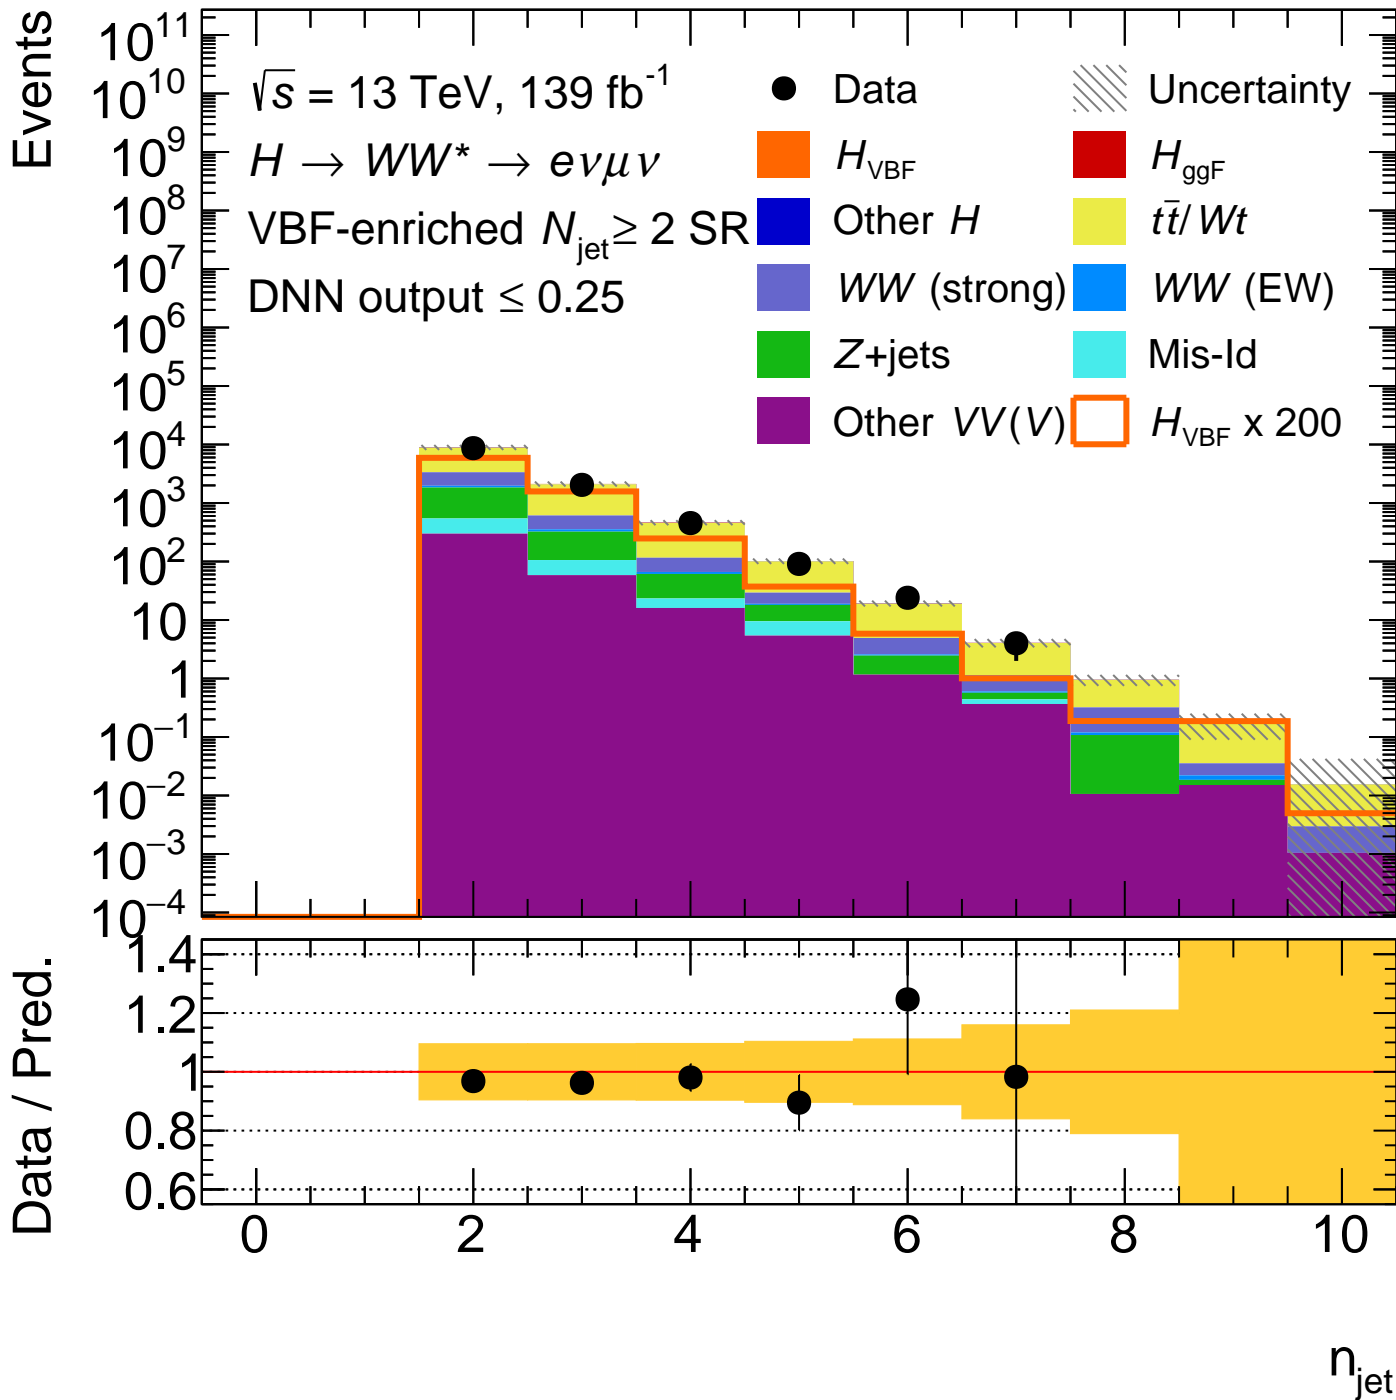 Events
10¹¹
10¹⁰
10⁹
10⁸
10⁷
10⁶
10⁵
10⁴
10³
10²
10
1
10⁻¹
10⁻²
10⁻³
10⁻⁴
√s = 13 TeV, 139 fb⁻¹
H → WW* → eνμν
VBF-enriched N_jet ≥ 2 SR
DNN output ≤ 0.25
Data
Uncertainty
H_VBF
H_ggF
Other H
tt̄/Wt
WW (strong)
WW (EW)
Z+jets
Mis-Id
Other VV(V)
H_VBF x 200
Data / Pred.
1.4
1.2
1
0.8
0.6
0 2 4 6 8 10
n_jet